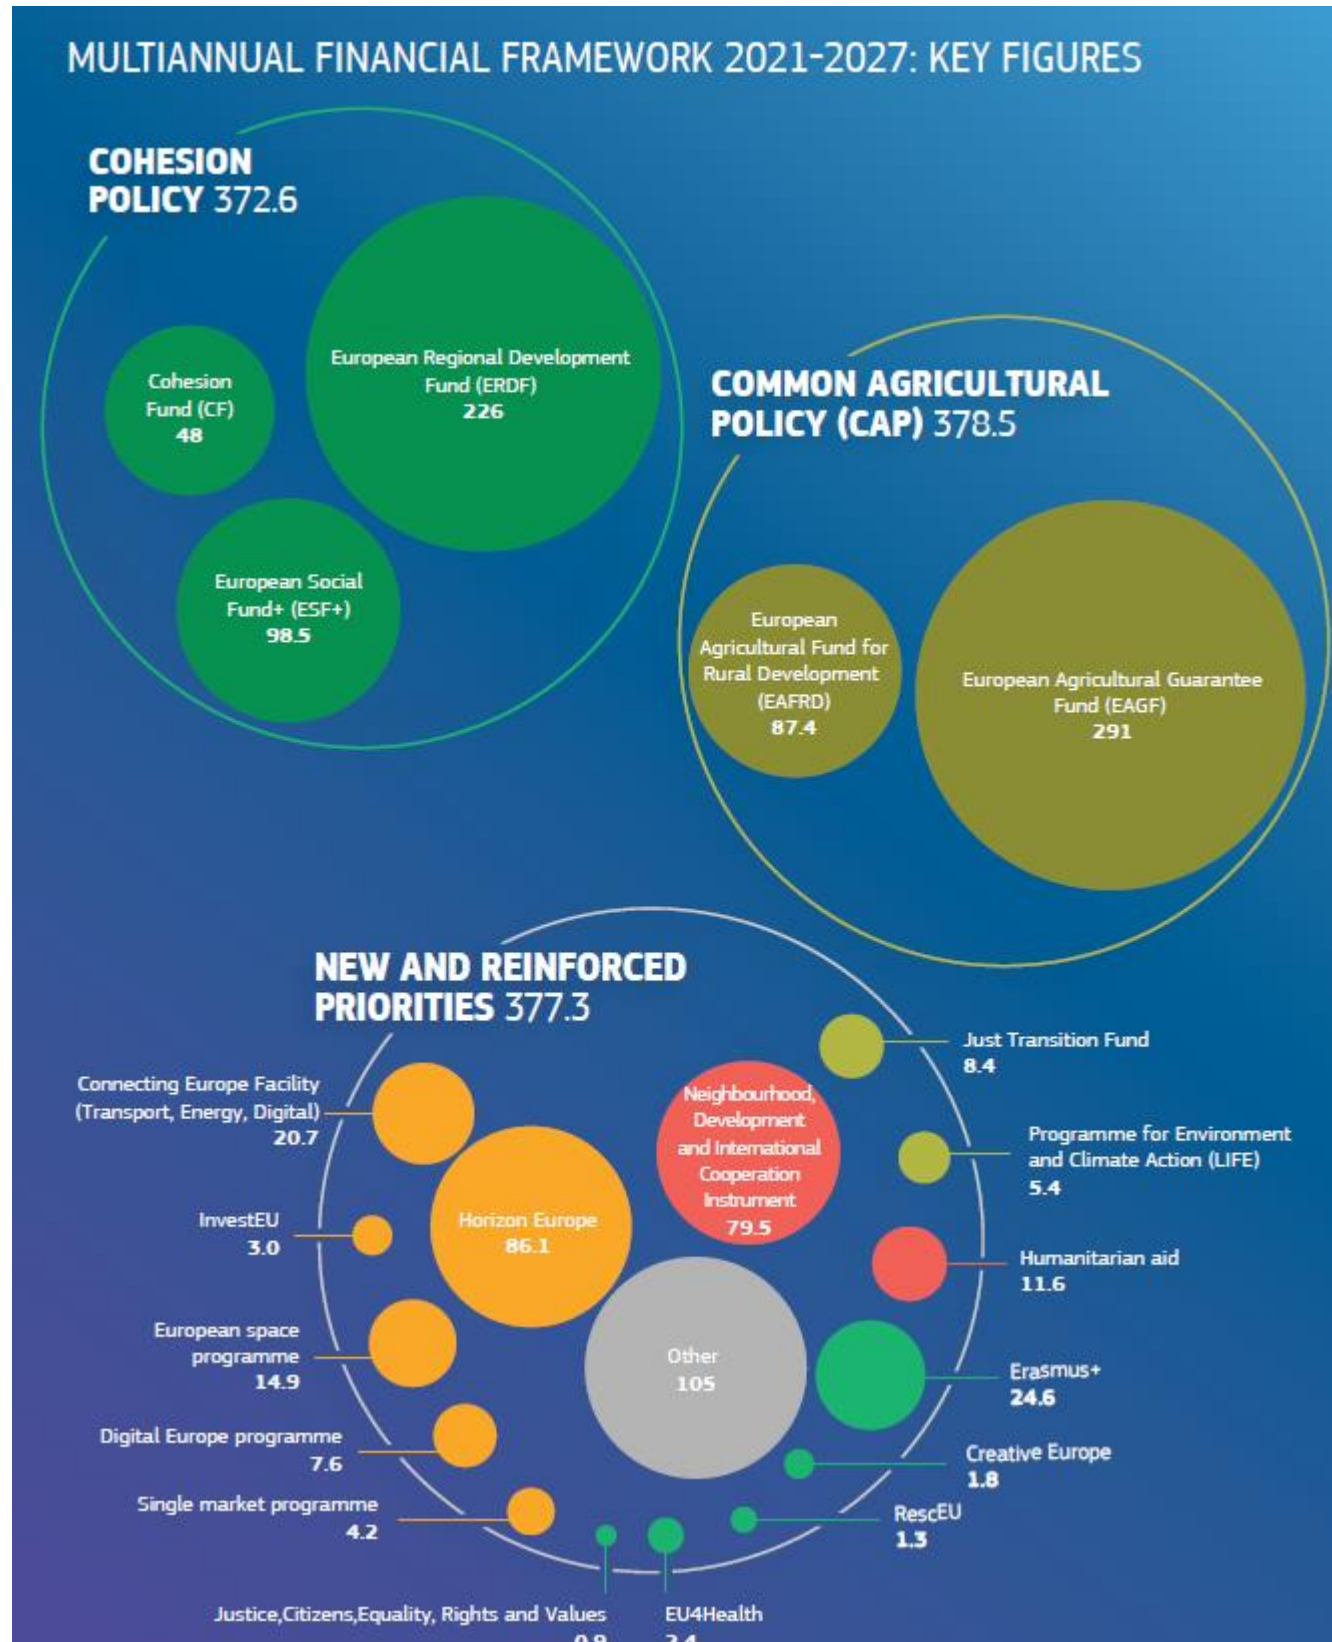 MULTIANNUAL FINANCIAL FRAMEWORK 2021-2027: KEY FIGURES
COHESION
POLICY 372.6
European Regional Development
Fund (ERDF)
226
Cohesion
Fund (CF)
48
European Social
Fund+ (ESF+)
98.5
COMMON AGRICULTURAL
POLICY (CAP) 378.5
European
Agricultural Fund for
Rural Development
(EAFRD)
87.4
European Agricultural Guarantee
Fund (EAGF)
291
NEW AND REINFORCED
PRIORITIES 377.3
Connecting Europe Facility
(Transport, Energy, Digital)
20.7
InvestEU
3.0
European space
programme
14.9
Digital Europe programme
7.6
Single market programme
4.2
Horizon Europe
86.1
Neighbourhood,
Development
and International
Cooperation
Instrument
79.5
Other
105
Just Transition Fund
8.4
Programme for Environment
and Climate Action (LIFE)
5.4
Humanitarian aid
11.6
Erasmus+
24.6
Creative Europe
1.8
RescEU
1.3
Justice,Citizens,Equality, Rights and Values
EU4Health